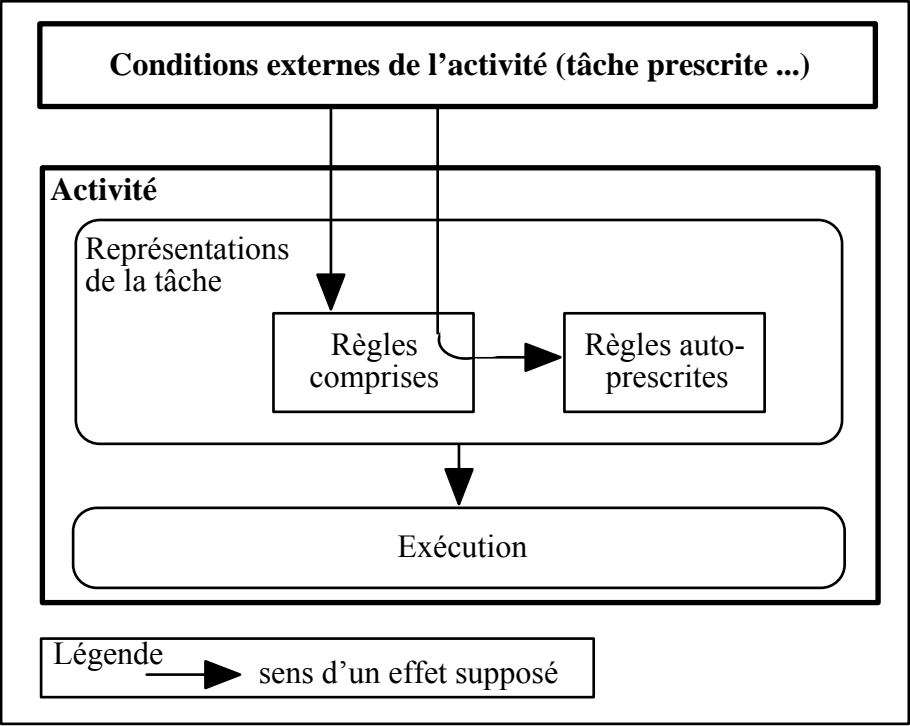 Conditions externes de l’activité (tâche prescrite ...)
Activité
Représentations
de la tâche
Règles
comprises
Règles auto-
prescrites
Exécution
Légende
sens d’un effet supposé